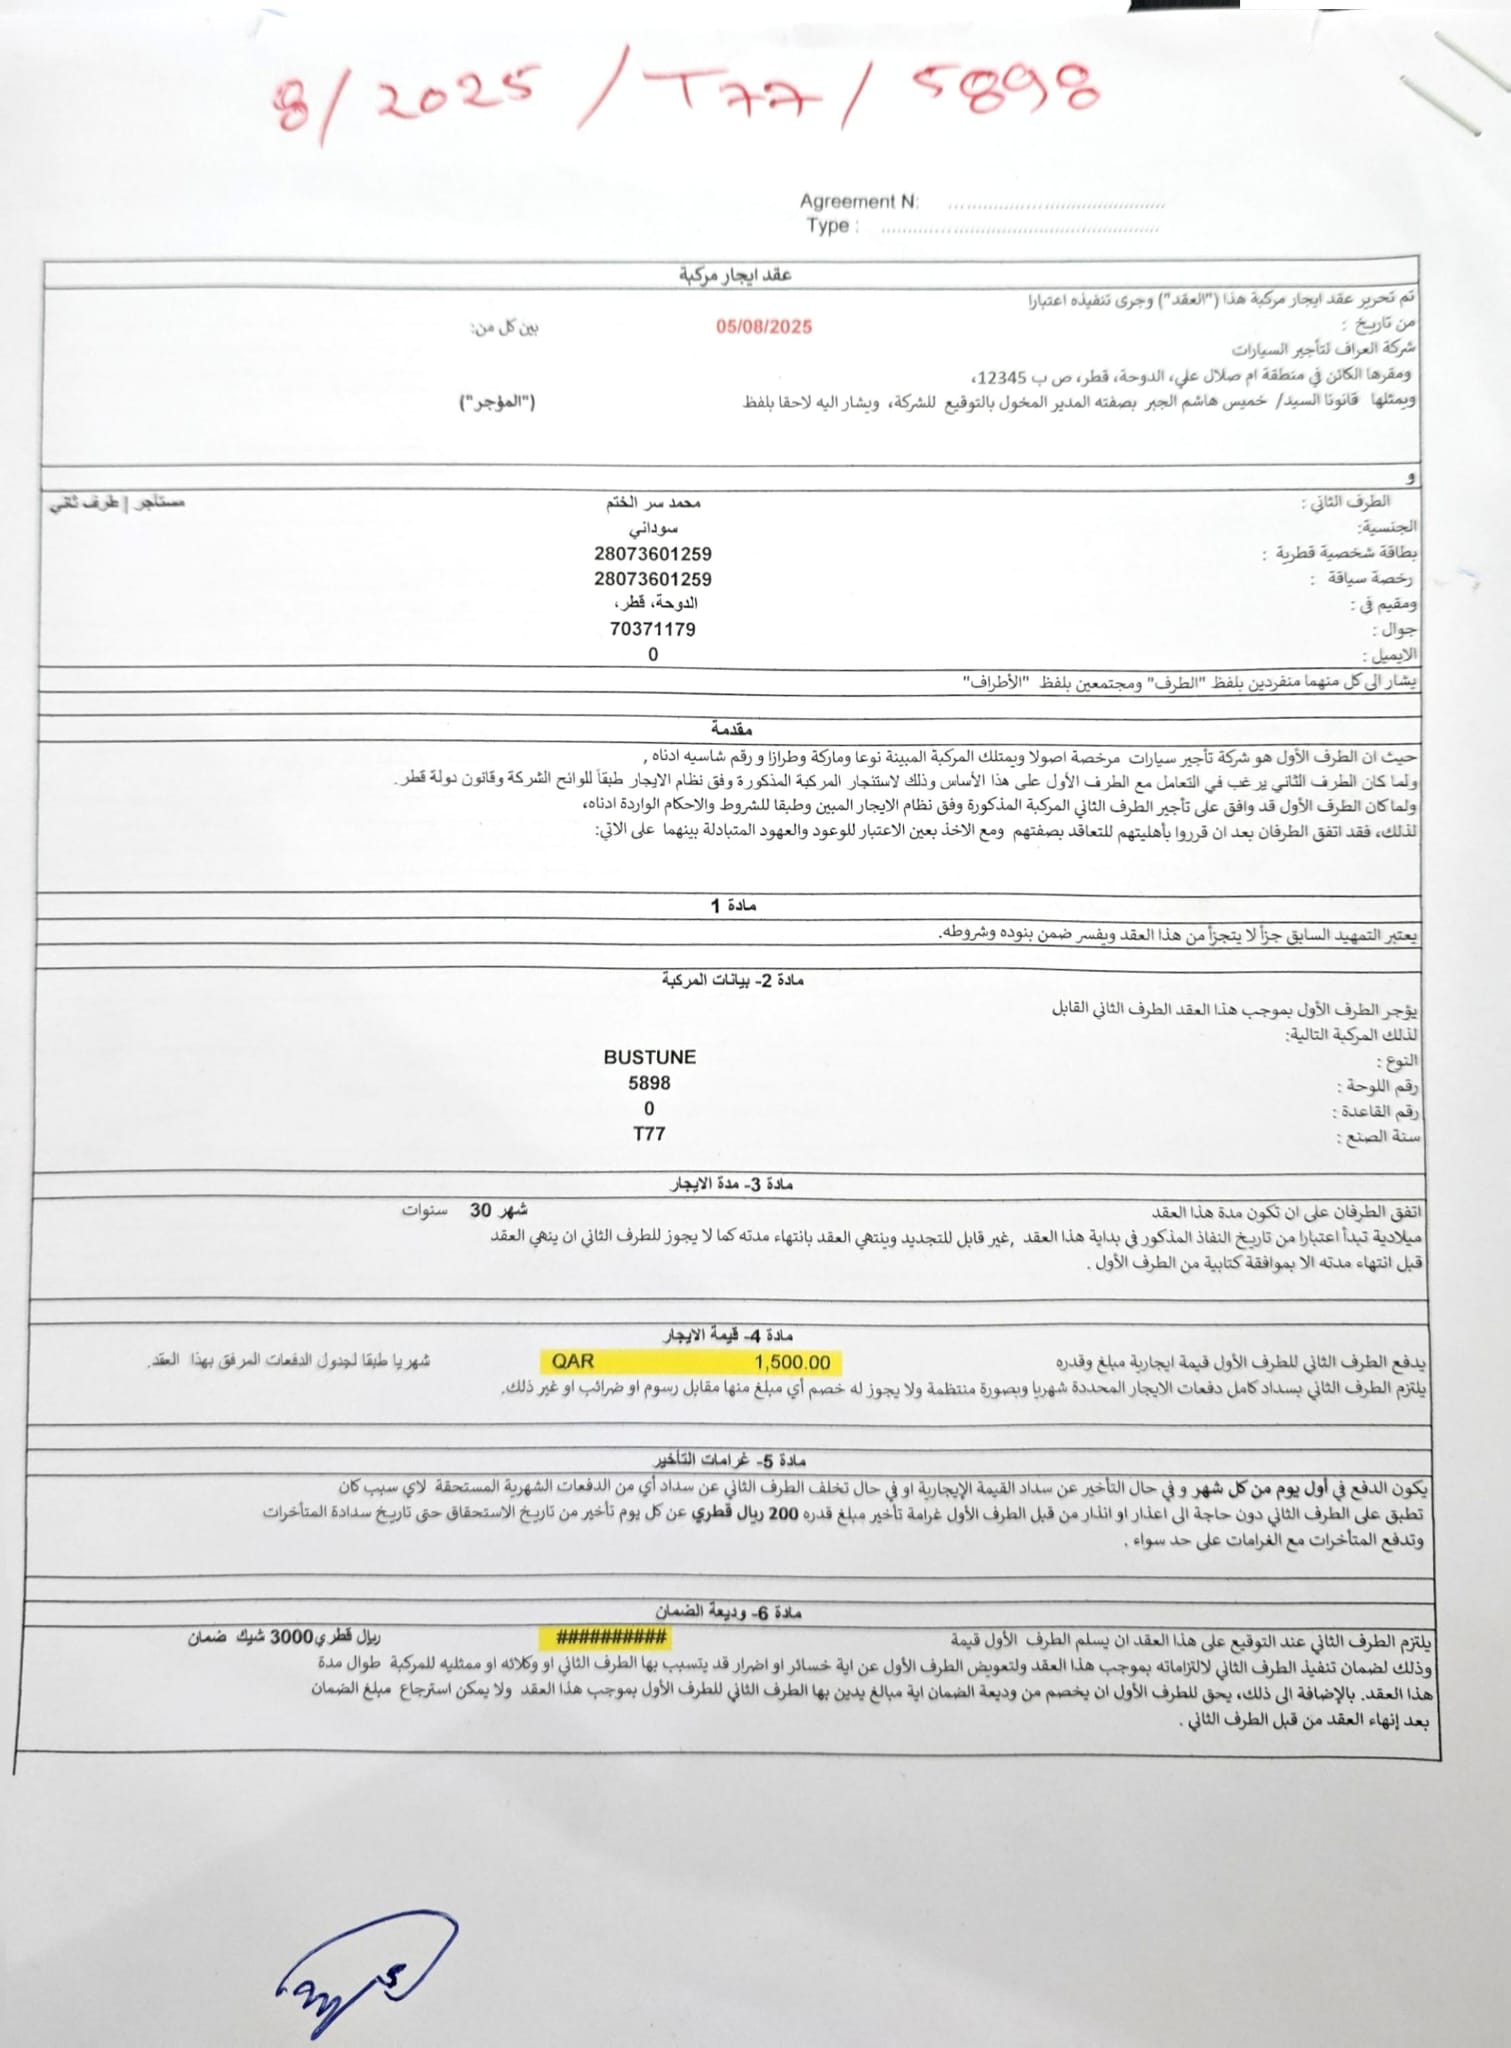 8/2025/T77/5898
Agreement N: ........................................
Type : ........................................
عقد ايجار مركبة
تم تحرير عقد ايجار مركبة هذا ("العقد") وجرى تنفيذه اعتبارا
من تاريخ : 05/08/2025 بين كل من:
شركة العراف لتأجير السيارات
ومقرها الكائن في منطقة ام صلال علي، الدوحة، قطر، ص ب 12345،
ويمثلها قانونا السيد/ خميس هاشم الجبر بصفته المدير المخول بالتوقيع للشركة، ويشار اليه لاحقا بلفظ ("المؤجر")
و
الطرف الثاني : محمد سر الختم مستأجر | طرف ثاني
الجنسية: سوداني
بطاقة شخصية قطرية : 28073601259
رخصة سياقة : 28073601259
ومقيم في : الدوحة، قطر،
جوال : 70371179
الايميل : 0
يشار الى كل منهما منفردين بلفظ "الطرف" ومجتمعين بلفظ "الأطراف"
مقدمة
حيث ان الطرف الأول هو شركة تأجير سيارات مرخصة اصولا ويمتلك المركبة المبينة نوعا وماركة وطرازا و رقم شاسيه ادناه ,
ولما كان الطرف الثاني يرغب في التعامل مع الطرف الأول على هذا الأساس وذلك لاستئجار المركبة المذكورة وفق نظام الايجار طبقاً للوائح الشركة وقانون دولة قطر.
ولماكان الطرف الأول قد وافق على تأجير الطرف الثاني المركبة المذكورة وفق نظام الايجار المبين وطبقا للشروط والاحكام الواردة ادناه،
لذلك، فقد اتفق الطرفان بعد ان قرروا بأهليتهم للتعاقد بصفتهم ومع الاخذ بعين الاعتبار للوعود والعهود المتبادلة بينهما على الاتي:
مادة 1
يعتبر التمهيد السابق جزأ لا يتجزأ من هذا العقد ويفسر ضمن بنوده وشروطه.
مادة 2- بيانات المركبة
يؤجر الطرف الأول بموجب هذا العقد الطرف الثاني القابل
لذلك المركبة التالية:
النوع : BUSTUNE
رقم اللوحة : 5898
رقم القاعدة : 0
سنة الصنع : T77
مادة 3- مدة الايجار
اتفق الطرفان على ان تكون مدة هذا العقد شهر 30 سنوات
ميلادية تبدأ اعتبارا من تاريخ النفاذ المذكور في بداية هذا العقد ,غير قابل للتجديد وينتهي العقد بانتهاء مدته كما لا يجوز للطرف الثاني ان ينهي العقد
قبل انتهاء مدته الا بموافقة كتابية من الطرف الأول .
مادة 4- قيمة الايجار
يدفع الطرف الثاني للطرف الأول قيمة ايجارية مبلغ وقدره QAR 1,500.00 شهريا طبقا لجدول الدفعات المرفق بهذا العقد.
يلتزم الطرف الثاني بسداد كامل دفعات الايجار المحددة شهريا وبصورة منتظمة ولا يجوز له خصم أي مبلغ منها مقابل رسوم او ضرائب او غير ذلك.
مادة 5- غرامات التأخير
يكون الدفع في أول يوم من كل شهر و في حال التأخير عن سداد القيمة الإيجارية او في حال تخلف الطرف الثاني عن سداد أي من الدفعات الشهرية المستحقة لاي سبب كان
تطبق على الطرف الثاني دون حاجة الى اعذار او انذار من قبل الطرف الأول غرامة تأخير مبلغ قدره 200 ريال قطري عن كل يوم تأخير من تاريخ الاستحقاق حتى تاريخ سدادة المتأخرات
وتدفع المتأخرات مع الغرامات على حد سواء .
مادة 6- وديعة الضمان
يلتزم الطرف الثاني عند التوقيع على هذا العقد ان يسلم الطرف الأول قيمة ########## ريال قطري3000 شيك ضمان
وذلك لضمان تنفيذ الطرف الثاني لالتزاماته بموجب هذا العقد ولتعويض الطرف الأول عن اية خسائر او اضرار قد يتسبب بها الطرف الثاني او وكلائه او ممثليه للمركبة طوال مدة
هذا العقد. بالإضافة الى ذلك، يحق للطرف الأول ان يخصم من وديعة الضمان اية مبالغ يدين بها الطرف الثاني للطرف الأول بموجب هذا العقد ولا يمكن استرجاع مبلغ الضمان
بعد إنهاء العقد من قبل الطرف الثاني .